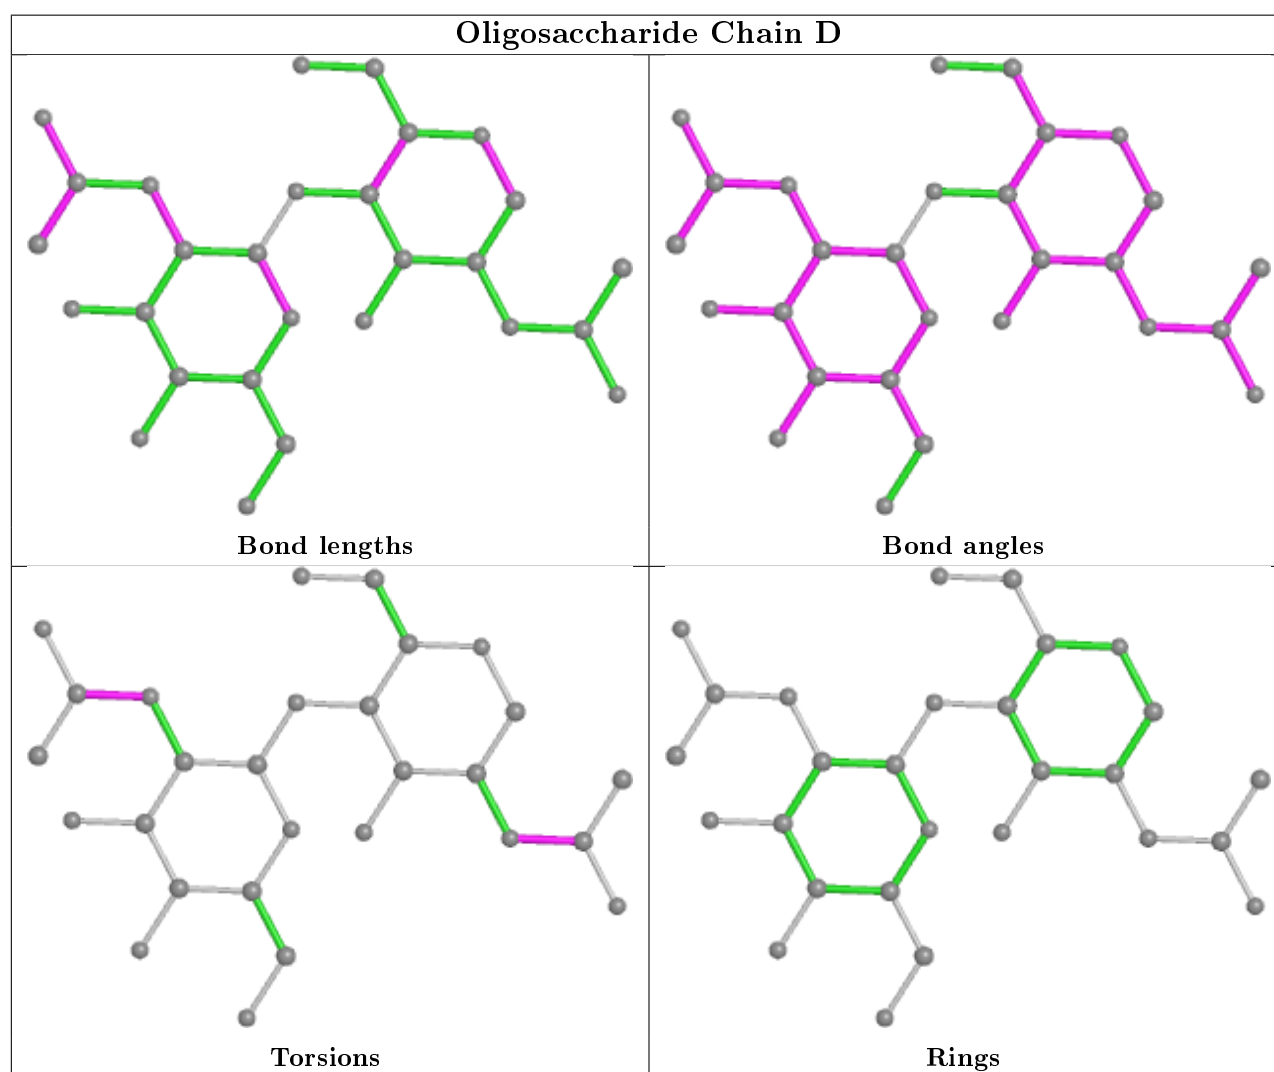 Oligosaccharide Chain D
Bond lengths
Bond angles
Torsions
Rings